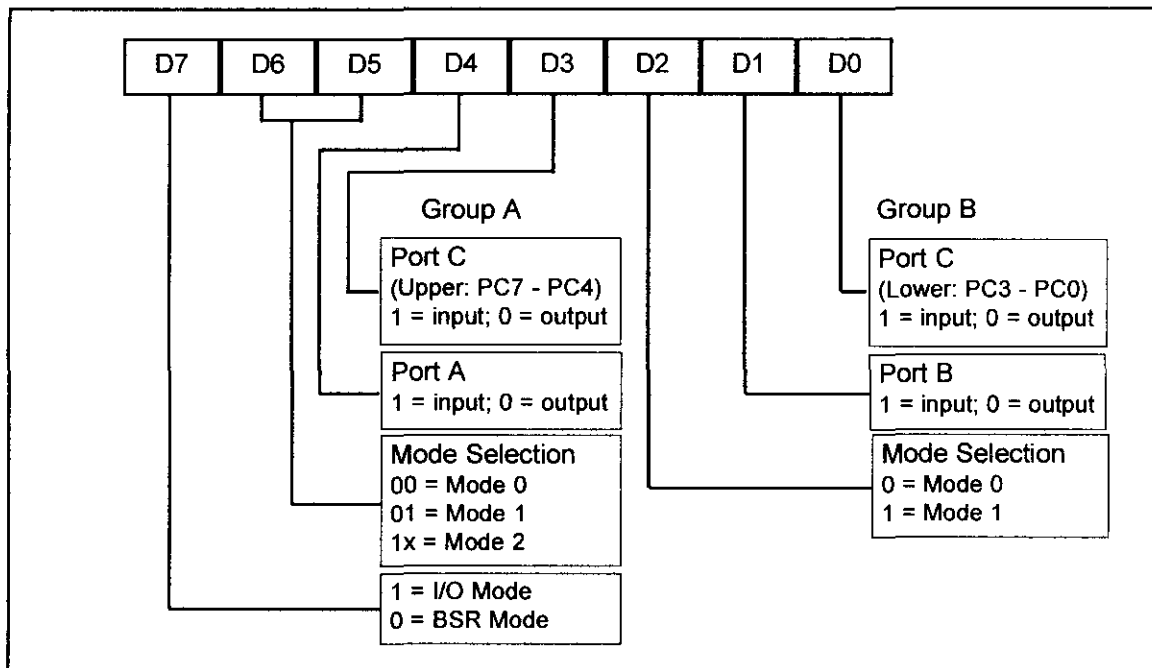 D7 D6 D5 D4 D3 D2 D1 D0
Group A
Port C
(Upper: PC7 - PC4)
1 = input; 0 = output
Port A
1 = input; 0 = output
Mode Selection
00 = Mode 0
01 = Mode 1
1x = Mode 2
1 = I/O Mode
0 = BSR Mode
Group B
Port C
(Lower: PC3 - PC0)
1 = input; 0 = output
Port B
1 = input; 0 = output
Mode Selection
0 = Mode 0
1 = Mode 1